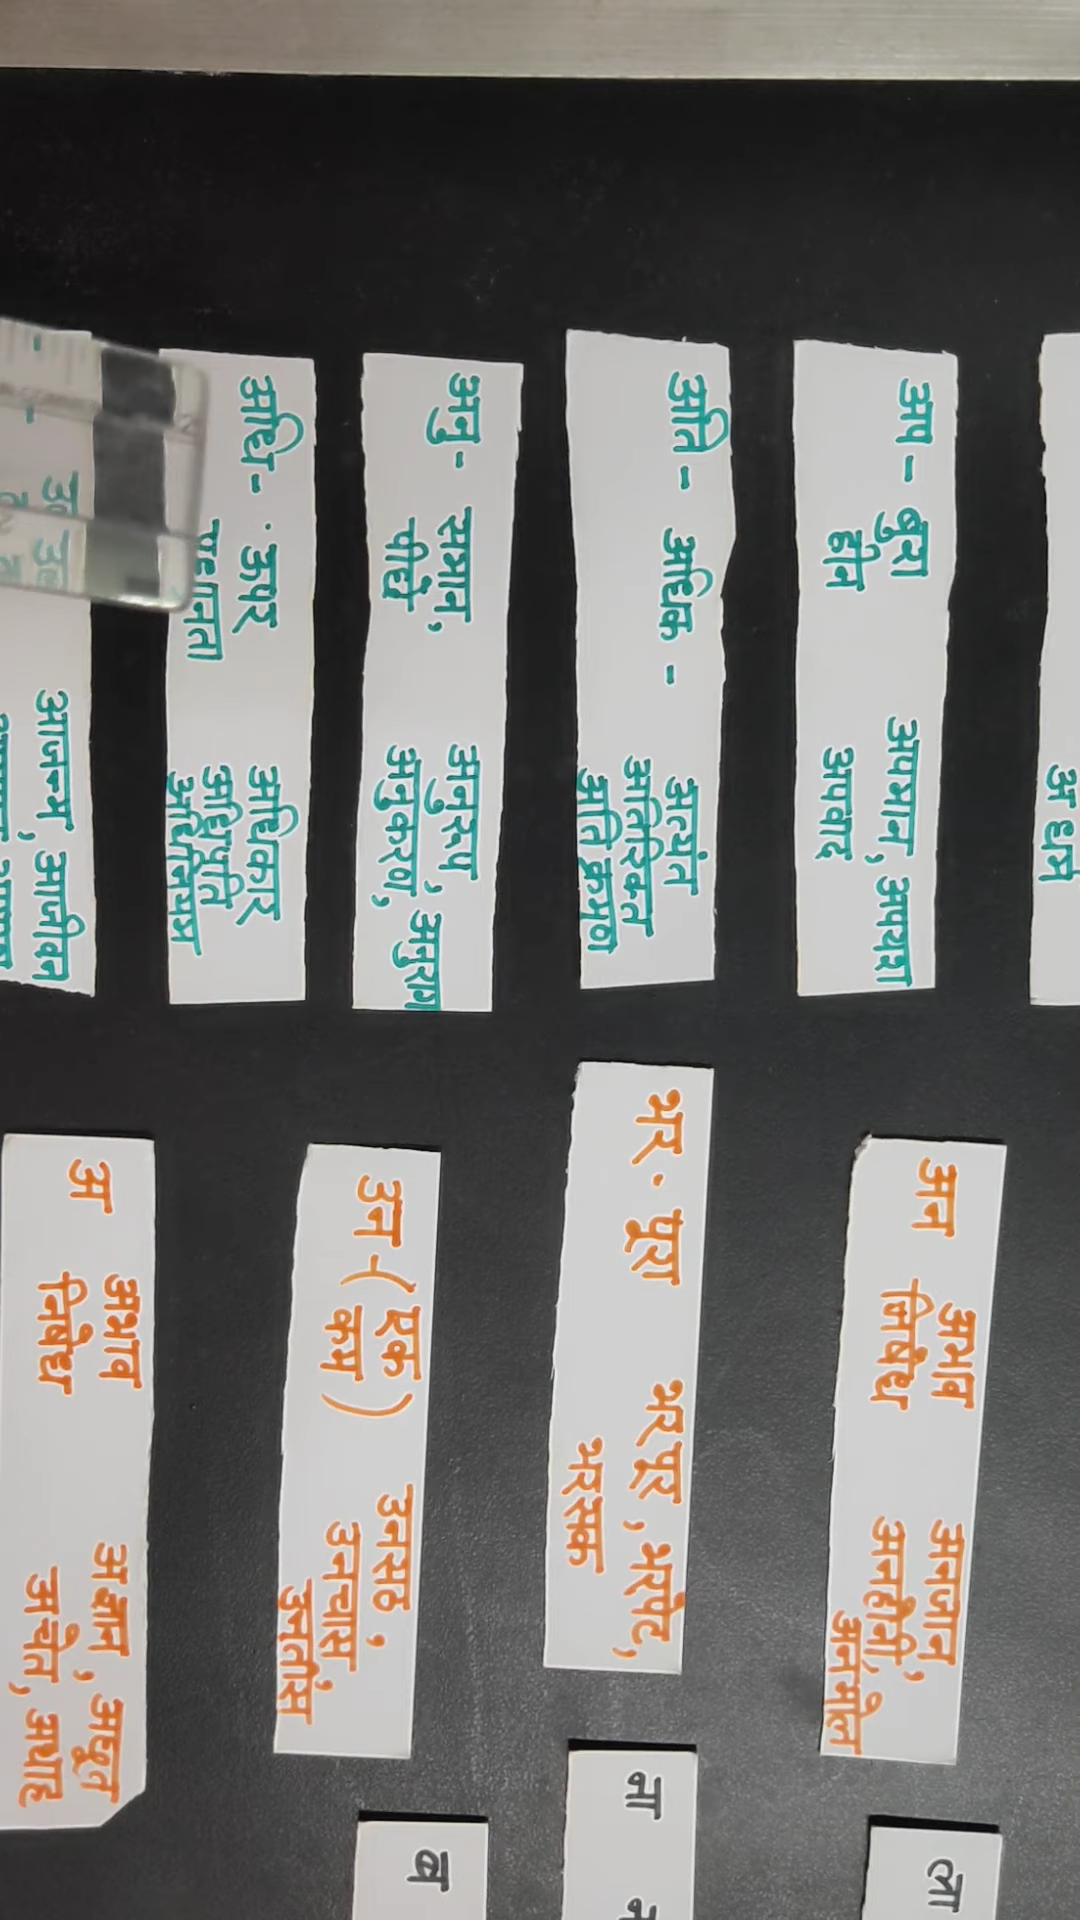 अधर्म
अप - बुरा अपमान, अपयश
हीन अपवाद
अति - अधिक - अत्यंत
अतिरिक्त
अतिक्रमण
अनु - समान, अनुरूप,
पीछे अनुकरण, अनुराग
अधि - ऊपर अधिकार
अधिपति
अधिनियम
आजन्म, आजीवन
अन अभाव अनजान
निषेध अनहोनी,
अनमोल
भर - पूरा भरपूर, भरपेट,
भरसक
उन - (एक उनसठ,
कम) उनचास,
उनतीस
अ अभाव अज्ञान, अछूत
निषेध अचेत, अथाह
ला
ना
ब